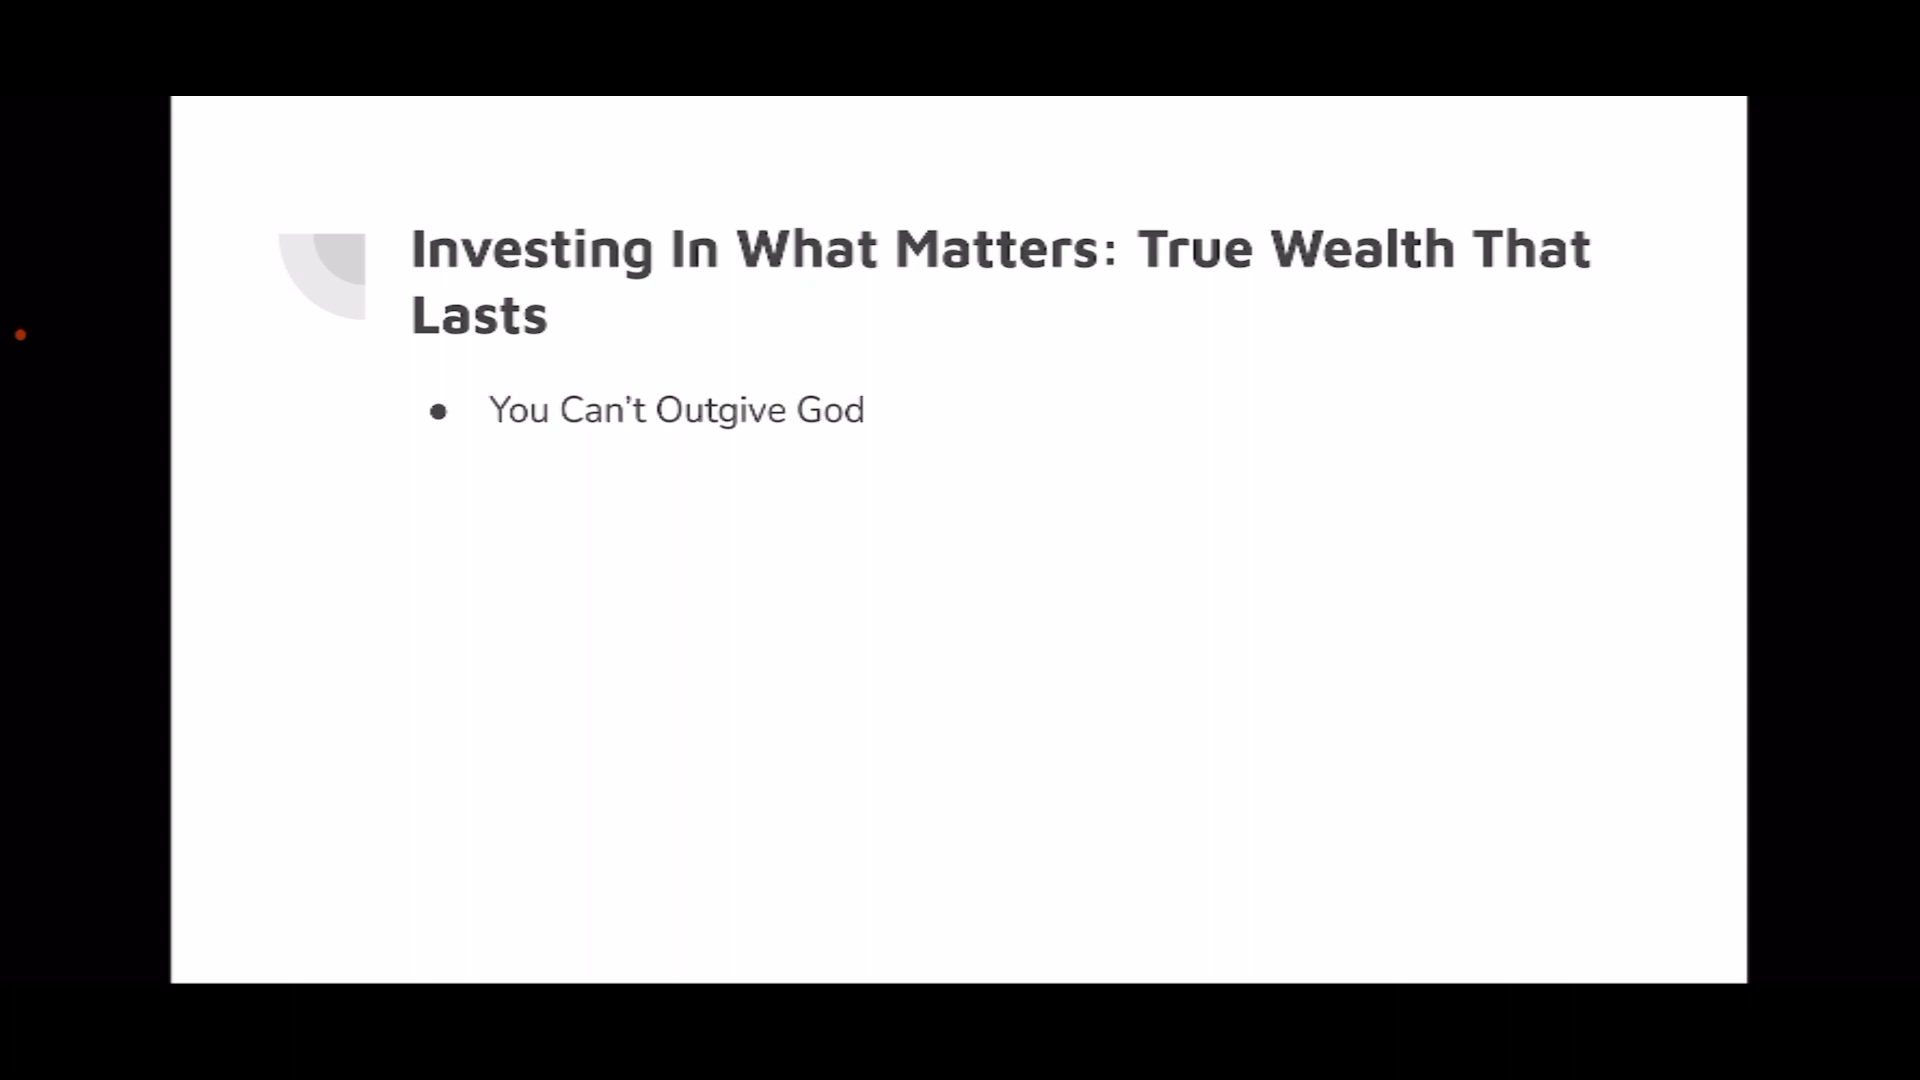 Investing In What Matters: True Wealth That
Lasts
● You Can’t Outgive God